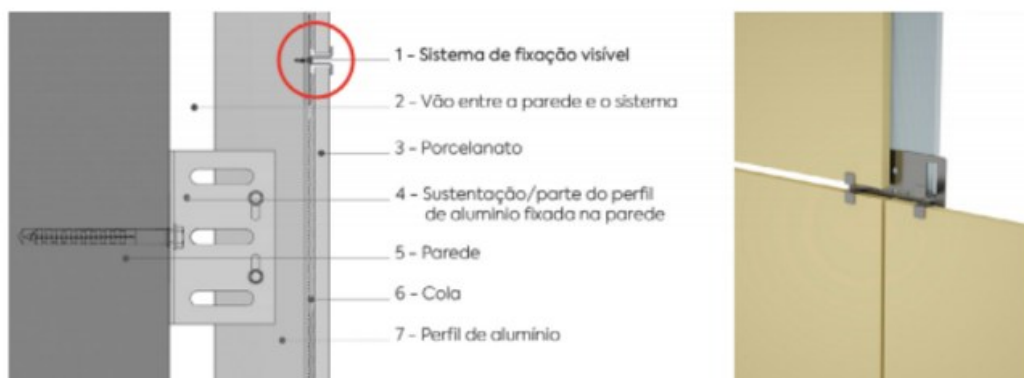 1 - Sistema de fixação visível
2 - Vão entre a parede e o sistema
3 - Porcelanato
4 - Sustentação/parte do perfil
de alumínio fixada na parede
5 - Parede
6 - Cola
7 - Perfil de alumínio